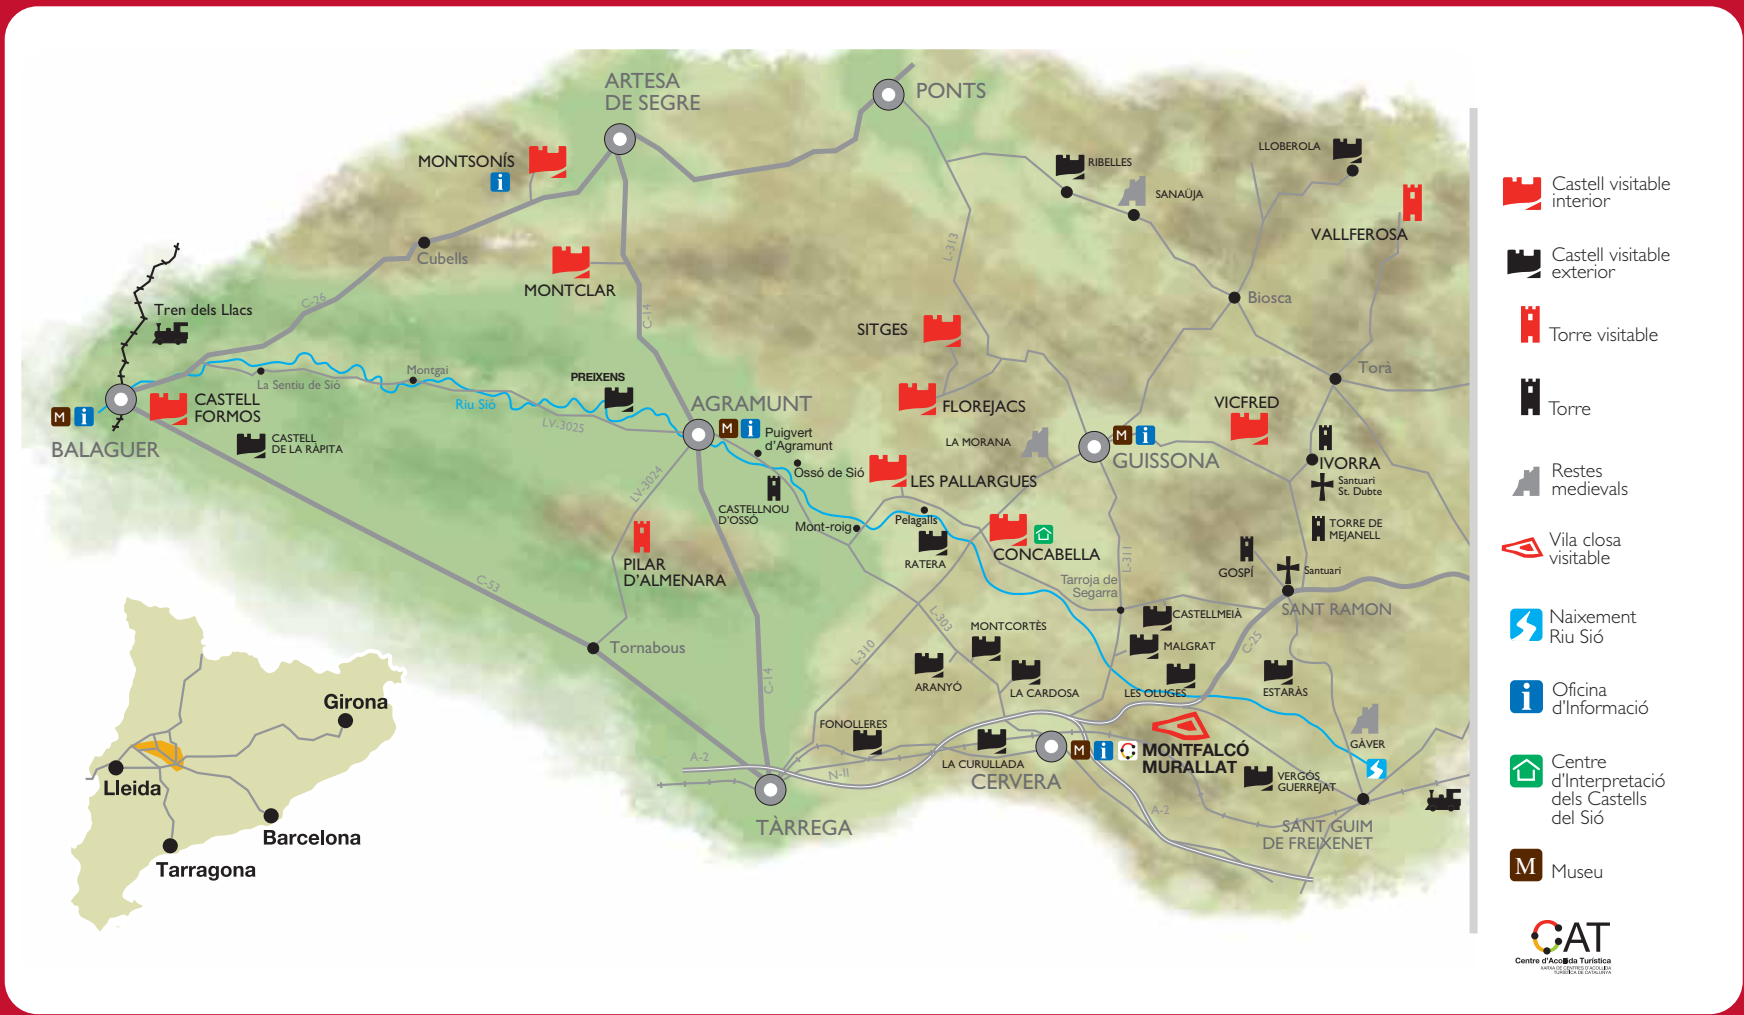 ARTESA
DE SEGRE
PONTS
MONTSONÍS
i
RIBELLES
LLOBEROLA
SANAÜJA
VALLFEROSA
Cubells
MONTCLAR
L-313
C-26
C-14
Biosca
Tren dels Llacs
SITGES
Torà
La Sentiu de Sió
Montgai
Riu Sió
PREIXENS
LV-3025
CASTELL
FORMOS
M i
BALAGUER
CASTELL
DE LA RÀPITA
AGRAMUNT
M i
Puigvert
d'Agramunt
Ossó de Sió
FLOREJACS
LA MORANA
VICFRED
M i
GUISSONA
IVORRA
Santuari
St. Dubte
LES PALLARGUES
LV-3024
CASTELLNOU
D'OSSÓ
Mont-roig
Pelagalls
RATERA
CONCABELLA
TORRE DE
MEJANELL
GOSPÍ
Santuari
SANT RAMON
PILAR
D'ALMENARA
C-53
L-311
Tarroja de
Segarra
CASTELLMEIÀ
MALGRAT
LES OLUGES
C-25
ESTARÀS
L-303
L-310
MONTCORTÈS
ARANYÓ
LA CARDOSA
Tornabous
C-14
FONOLLERES
LA CURULLADA
CERVERA
M i
MONTFALCÓ
MURALLAT
GÀVER
VERGÓS
GUERREJAT
A-2
N-II
A-2
TÀRREGA
SANT GUIM
DE FREIXENET
Girona
Lleida
Barcelona
Tarragona
Castell visitable
interior
Castell visitable
exterior
Torre visitable
Torre
Restes
medievals
Vila closa
visitable
Naixement
Riu Sió
i
Oficina
d'Informació
Centre
d'Interpretació
dels Castells
del Sió
M
Museu
CAT
Centre d'Acollida Turística
XARXA DE CENTRES D'ACOLLIDA
TURÍSTICA DE CATALUNYA